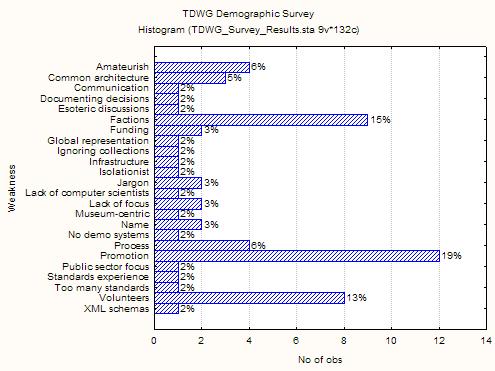 TDWG Demographic Survey
Histogram (TDWG_Survey_Results.sta 9v*132c)
Weakness
Amateurish 6%
Common architecture 5%
Communication 2%
Documenting decisions 2%
Esoteric discussions 2%
Factions 15%
Funding 3%
Global representation 2%
Ignoring collections 2%
Infrastructure 2%
Isolationist 2%
Jargon 3%
Lack of computer scientists 2%
Lack of focus 3%
Museum-centric 2%
Name 3%
No demo systems 2%
Process 6%
Promotion 19%
Public sector focus 2%
Standards experience 2%
Too many standards 2%
Volunteers 13%
XML schemas 2%
0 2 4 6 8 10 12 14
No of obs